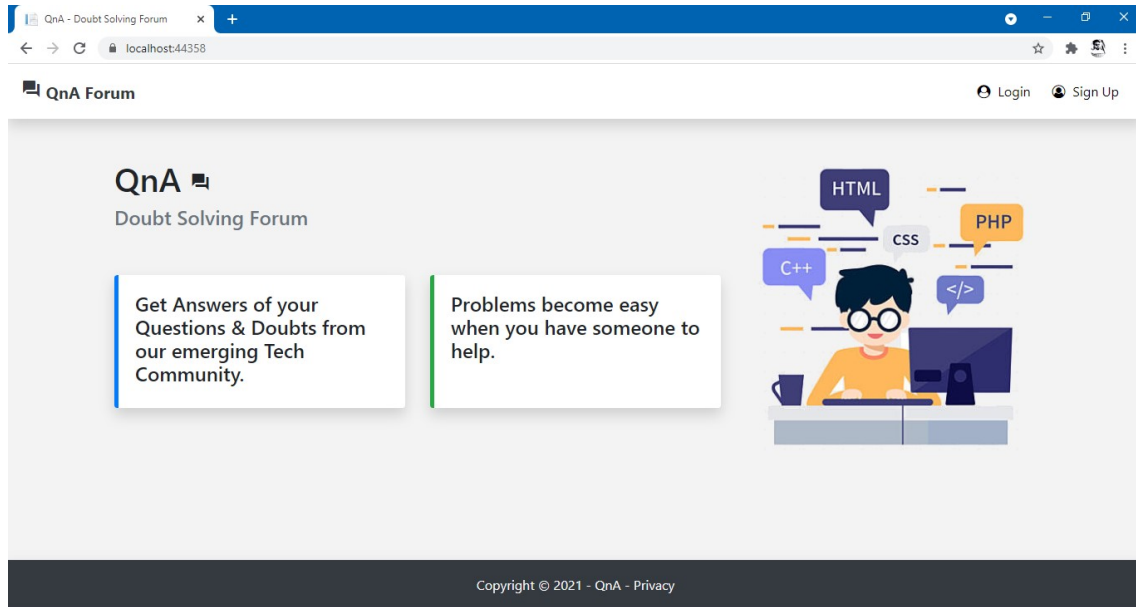 QnA - Doubt Solving Forum
localhost:44358
QnA Forum
Login
Sign Up
QnA
Doubt Solving Forum
Get Answers of your
Questions & Doubts from
our emerging Tech
Community.
Problems become easy
when you have someone to
help.
HTML
PHP
CSS
C++
</>
Copyright © 2021 - QnA - Privacy